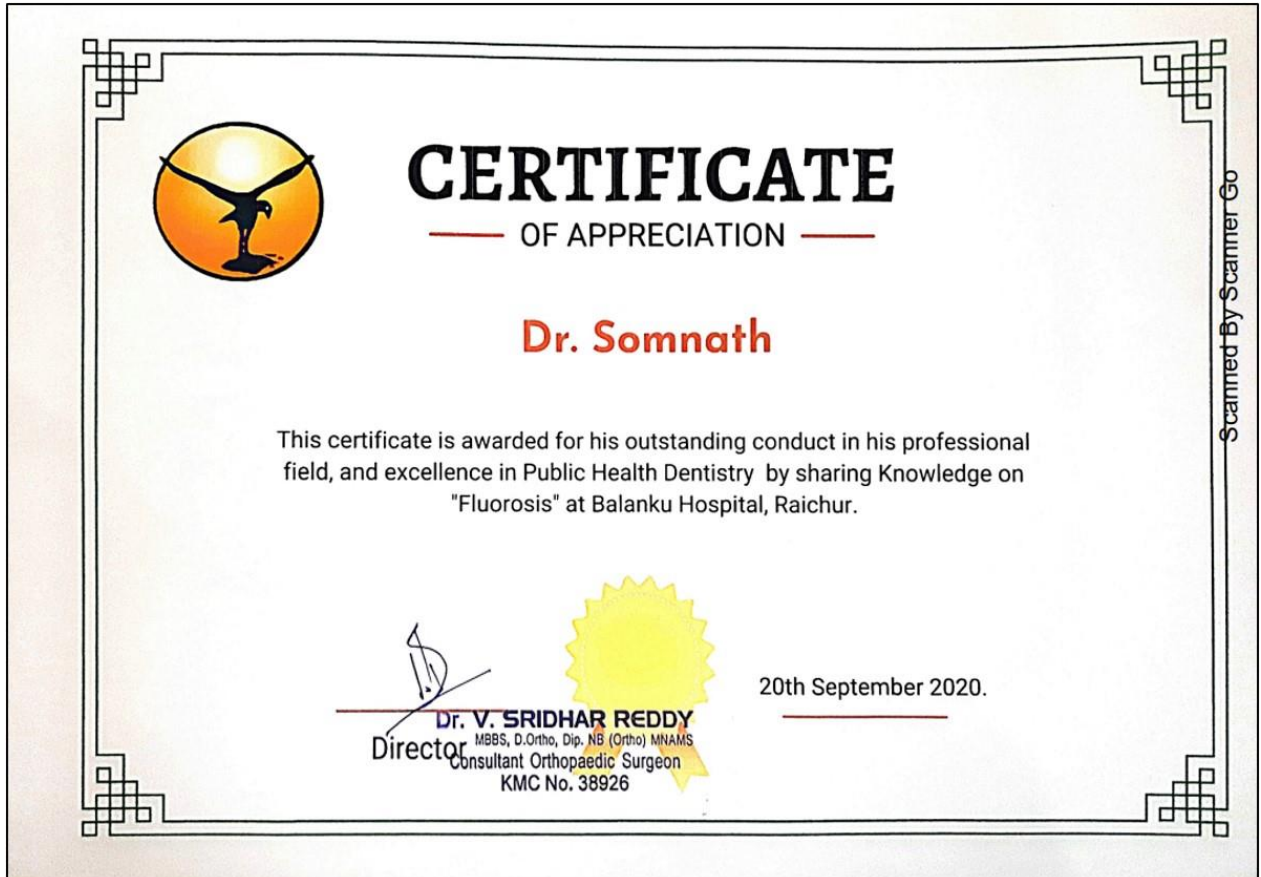 CERTIFICATE
OF APPRECIATION
Dr. Somnath
This certificate is awarded for his outstanding conduct in his professional
field, and excellence in Public Health Dentistry by sharing Knowledge on
"Fluorosis" at Balanku Hospital, Raichur.
20th September 2020.
Dr. V. SRIDHAR REDDY
MBBS, D.Ortho, Dip. NB (Ortho) MNAMS
Director
Consultant Orthopaedic Surgeon
KMC No. 38926
Scanned By Scanner Go